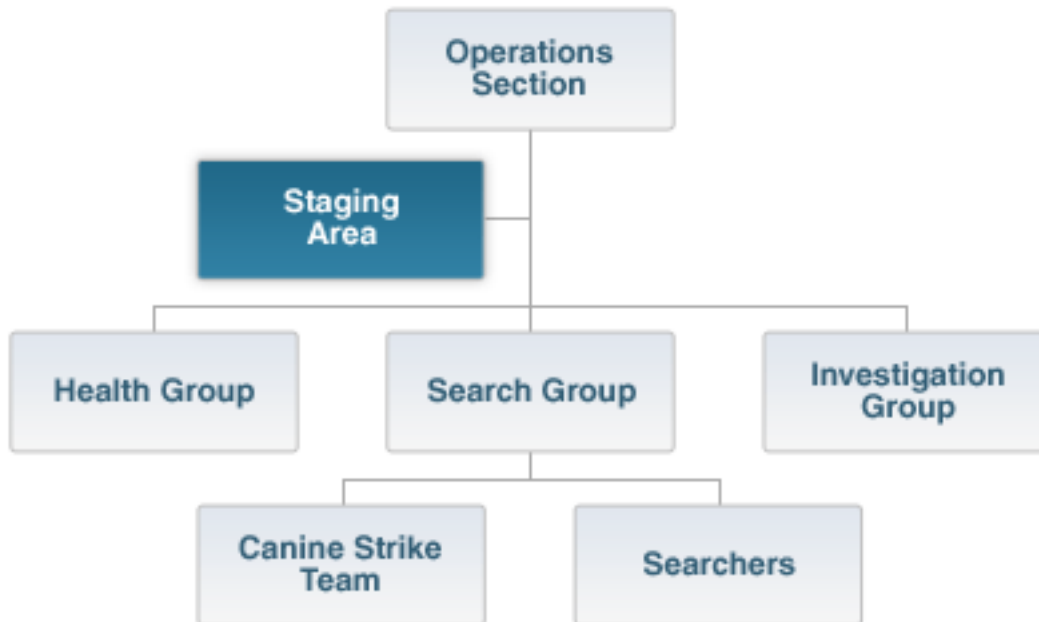 Operations
Section
Staging
Area
Health Group
Search Group
Investigation
Group
Canine Strike
Team
Searchers